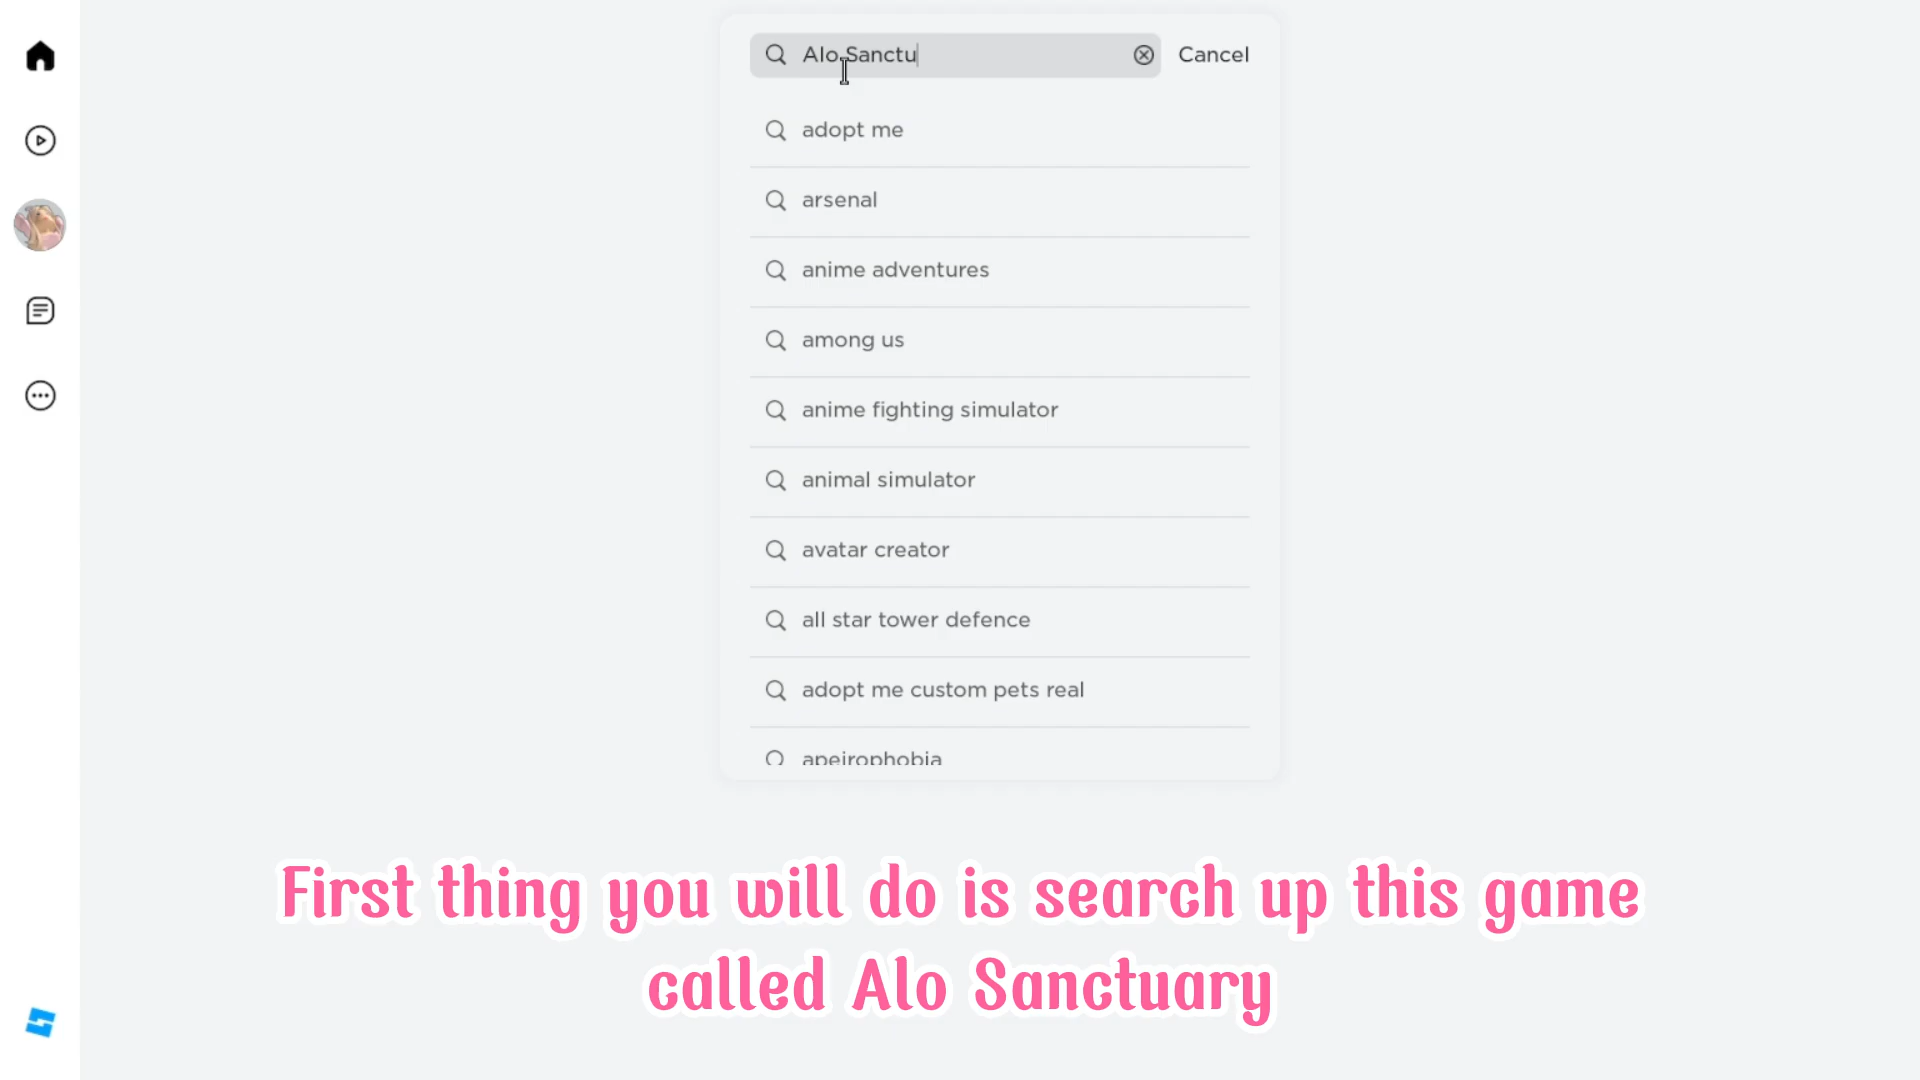 Alo Sanctu
Cancel
adopt me
arsenal
anime adventures
among us
anime fighting simulator
animal simulator
avatar creator
all star tower defence
adopt me custom pets real
apeirophobia
First thing you will do is search up this game
called Alo Sanctuary